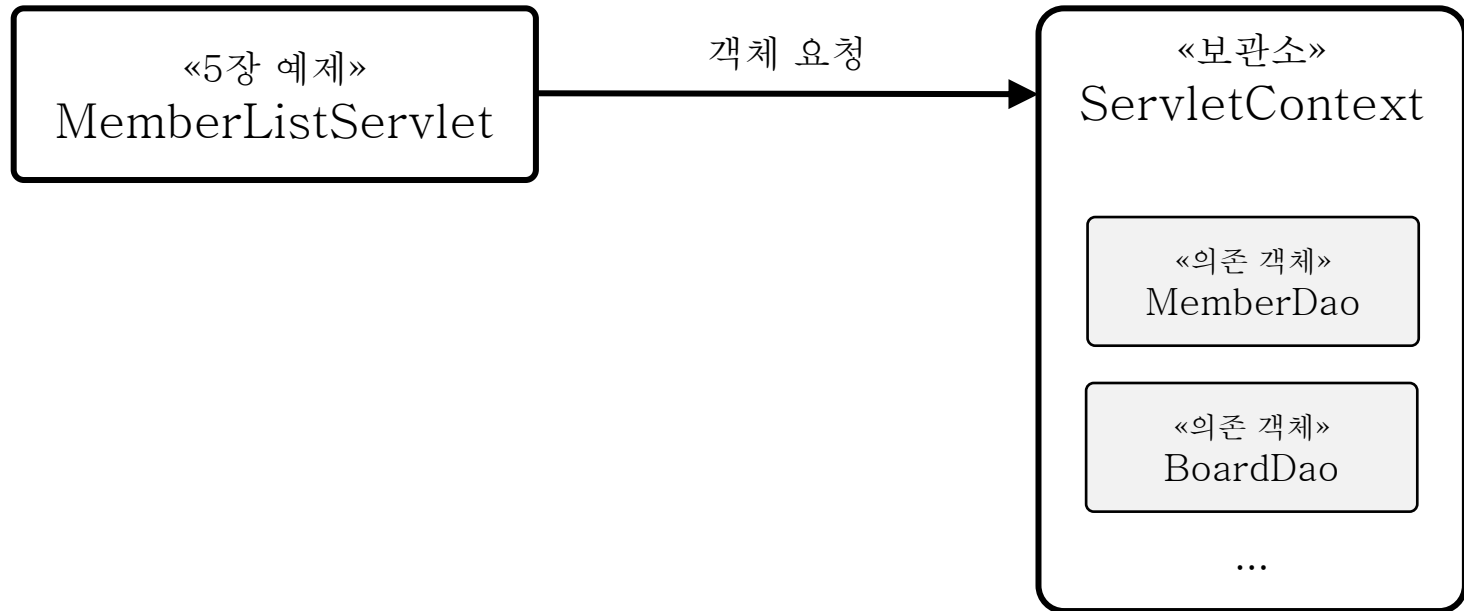 «5장 예제»
MemberListServlet
객체 요청
«보관소»
ServletContext
«의존 객체»
MemberDao
«의존 객체»
BoardDao
...